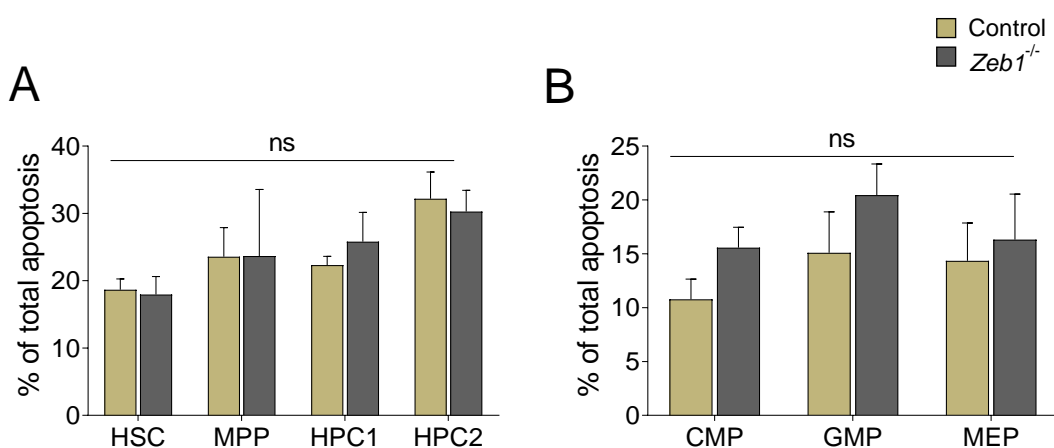 Control
Zeb1-/-
A
ns
% of total apoptosis
40
30
20
10
0
HSC MPP HPC1 HPC2
B
ns
% of total apoptosis
25
20
15
10
5
0
CMP GMP MEP